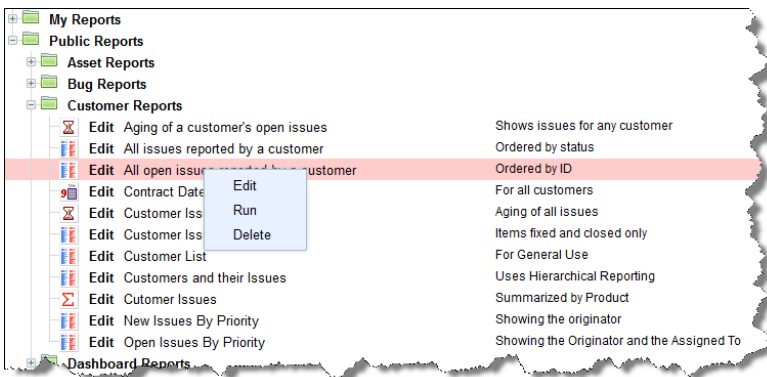 My Reports
Public Reports
Asset Reports
Bug Reports
Customer Reports
Edit Aging of a customer's open issues Shows issues for any customer
Edit All issues reported by a customer Ordered by status
Edit All open issues reported by a customer Ordered by ID
Edit Contract Date For all customers
Edit
Edit Customer Iss Aging of all issues
Run
Edit Customer Iss Items fixed and closed only
Delete
Edit Customer List For General Use
Edit Customers and their Issues Uses Hierarchical Reporting
Edit Cutomer Issues Summarized by Product
Edit New Issues By Priority Showing the originator
Edit Open Issues By Priority Showing the Originator and the Assigned To
Dashboard Reports